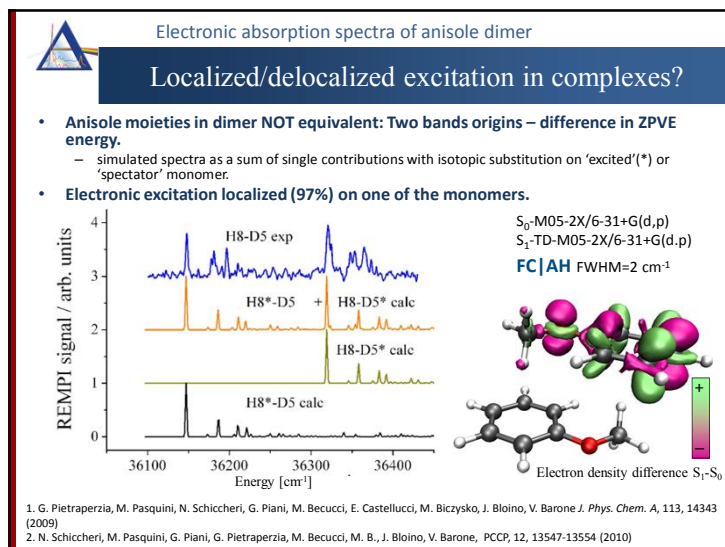 Electronic absorption spectra of anisole dimer
Localized/delocalized excitation in complexes?
• Anisole moieties in dimer NOT equivalent: Two bands origins – difference in ZPVE
energy.
– simulated spectra as a sum of single contributions with isotopic substitution on ‘excited’(*) or
‘spectator’ monomer.
• Electronic excitation localized (97%) on one of the monomers.
S0-M05-2X/6-31+G(d,p)
S1-TD-M05-2X/6-31+G(d.p)
FC|AH FWHM=2 cm-1
REMPI signal / arb. units
4
3
2
1
0
H8-D5 exp
H8*-D5 + H8-D5* calc
H8-D5* calc
H8*-D5 calc
36100 36200 36300 36400
Energy [cm-1]
+
–
Electron density difference S1-S0
1. G. Pietraperzia, M. Pasquini, N. Schiccheri, G. Piani, M. Becucci, E. Castellucci, M. Biczysko, J. Bloino, V. Barone J. Phys. Chem. A, 113, 14343
(2009)
2. N. Schiccheri, M. Pasquini, G. Piani, G. Pietraperzia, M. Becucci, M. B., J. Bloino, V. Barone, PCCP, 12, 13547-13554 (2010)